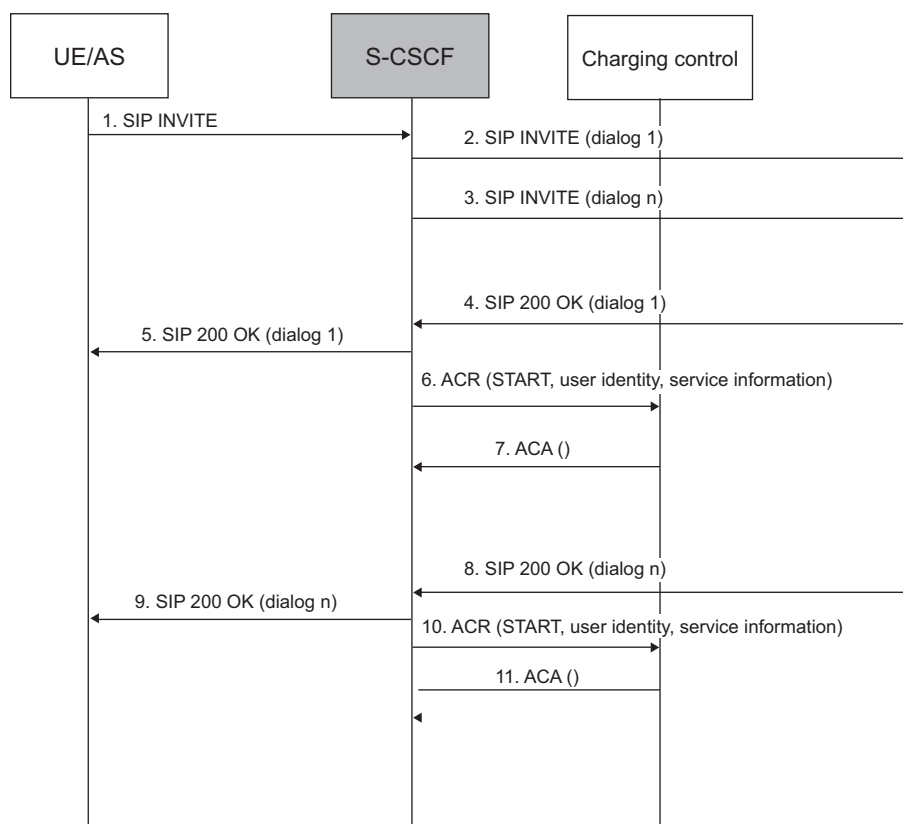 UE/AS
S-CSCF
Charging control
1. SIP INVITE
2. SIP INVITE (dialog 1)
3. SIP INVITE (dialog n)
4. SIP 200 OK (dialog 1)
5. SIP 200 OK (dialog 1)
6. ACR (START, user identity, service information)
7. ACA ()
8. SIP 200 OK (dialog n)
9. SIP 200 OK (dialog n)
10. ACR (START, user identity, service information)
11. ACA ()